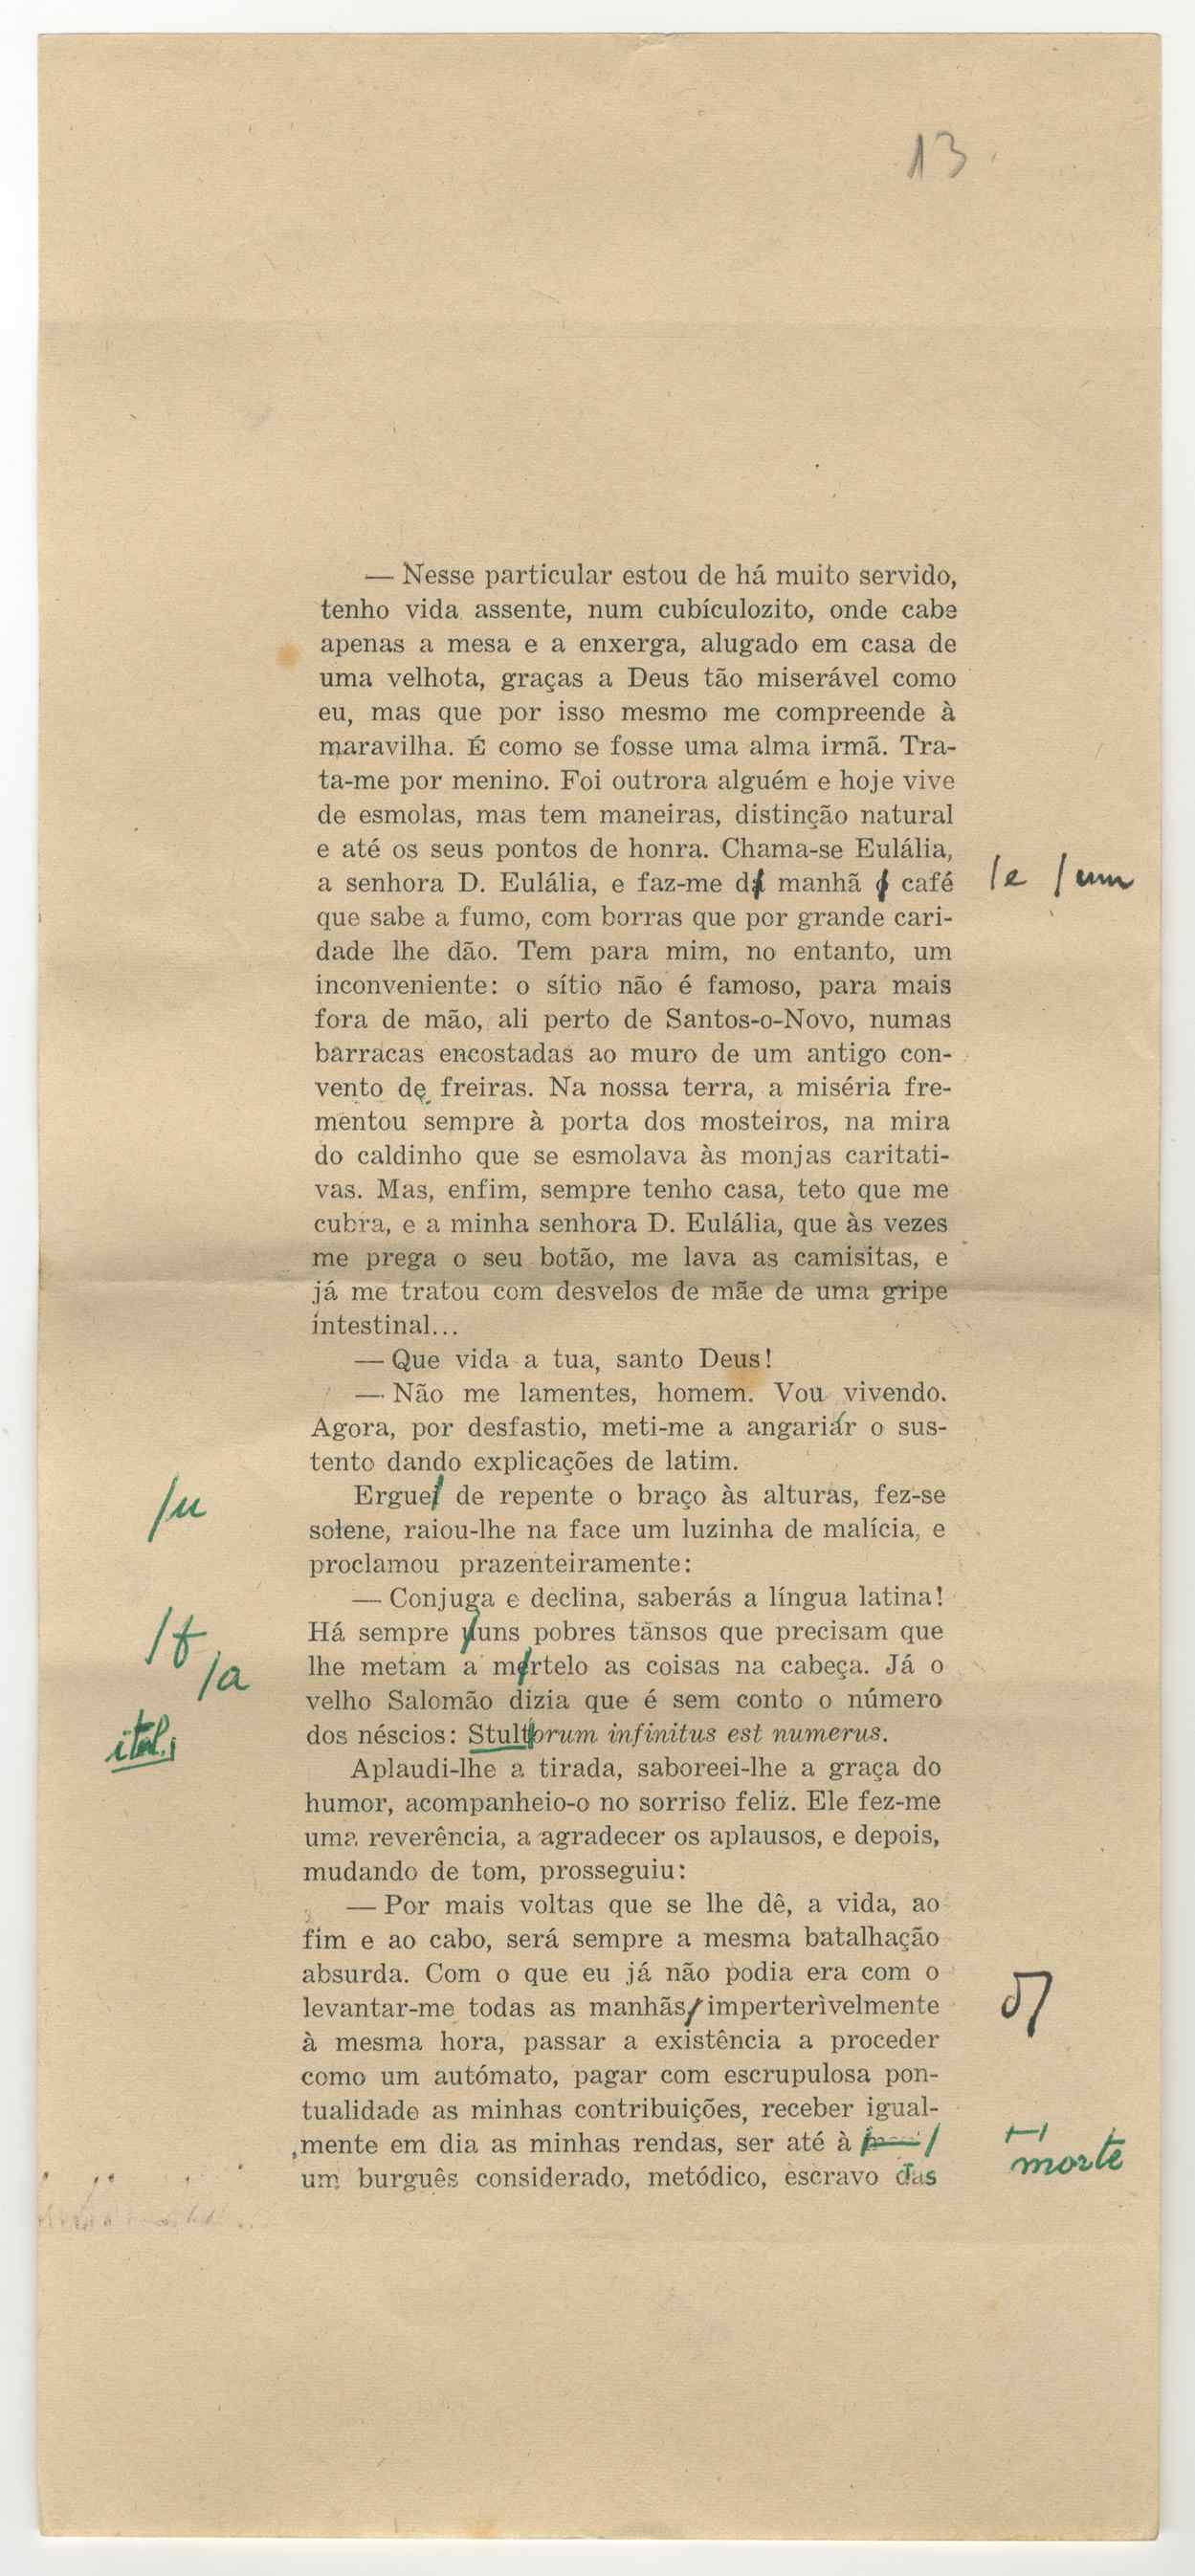 13
— Nesse particular estou de há muito servido,
tenho vida assente, num cubículozito, onde cabe
apenas a mesa e a enxerga, alugado em casa de
uma velhota, graças a Deus tão miserável como
eu, mas que por isso mesmo me compreende à
maravilha. É como se fosse uma alma irmã. Tra-
ta-me por menino. Foi outrora alguém e hoje vive
de esmolas, mas tem maneiras, distinção natural
e até os seus pontos de honra. Chama-se Eulália,
a senhora D. Eulália, e faz-me d manhã café /e /um
que sabe a fumo, com borras que por grande cari-
dade lhe dão. Tem para mim, no entanto, um
inconveniente: o sítio não é famoso, para mais
fora de mão, ali perto de Santos-o-Novo, numas
barracas encostadas ao muro de um antigo con-
vento de freiras. Na nossa terra, a miséria fre-
mentou sempre à porta dos mosteiros, na mira
do caldinho que se esmolava às monjas caritati-
vas. Mas, enfim, sempre tenho casa, teto que me
cubra, e a minha senhora D. Eulália, que às vezes
me prega o seu botão, me lava as camisitas, e
já me tratou com desvelos de mãe de uma gripe
intestinal...
— Que vida a tua, santo Deus!
— Não me lamentes, homem. Vou vivendo.
Agora, por desfastio, meti-me a angariar o sus-
tento dando explicações de latim.
/u Ergue de repente o braço às alturas, fez-se
solene, raiou-lhe na face um luzinha de malícia, e
proclamou prazenteiramente:
— Conjuga e declina, saberás a língua latina!
/t Há sempre uns pobres tansos que precisam que
/a lhe metam a m rtelo as coisas na cabeça. Já o
velho Salomão dizia que é sem conto o número
ital. dos néscios: Stultorum infinitus est numerus.
Aplaudi-lhe a tirada, saboreei-lhe a graça do
humor, acompanheio-o no sorriso feliz. Ele fez-me
uma reverência, a agradecer os aplausos, e depois,
mudando de tom, prosseguiu:
— Por mais voltas que se lhe dê, a vida, ao
fim e ao cabo, será sempre a mesma batalhação
absurda. Com o que eu já não podia era com o
levantar-me todas as manhãs imperterivelmente
à mesma hora, passar a existência a proceder
como um autómato, pagar com escrupulosa pon-
tualidade as minhas contribuições, receber igual-
mente em dia as minhas rendas, ser até à morte
um burguês considerado, metódico, escravo das